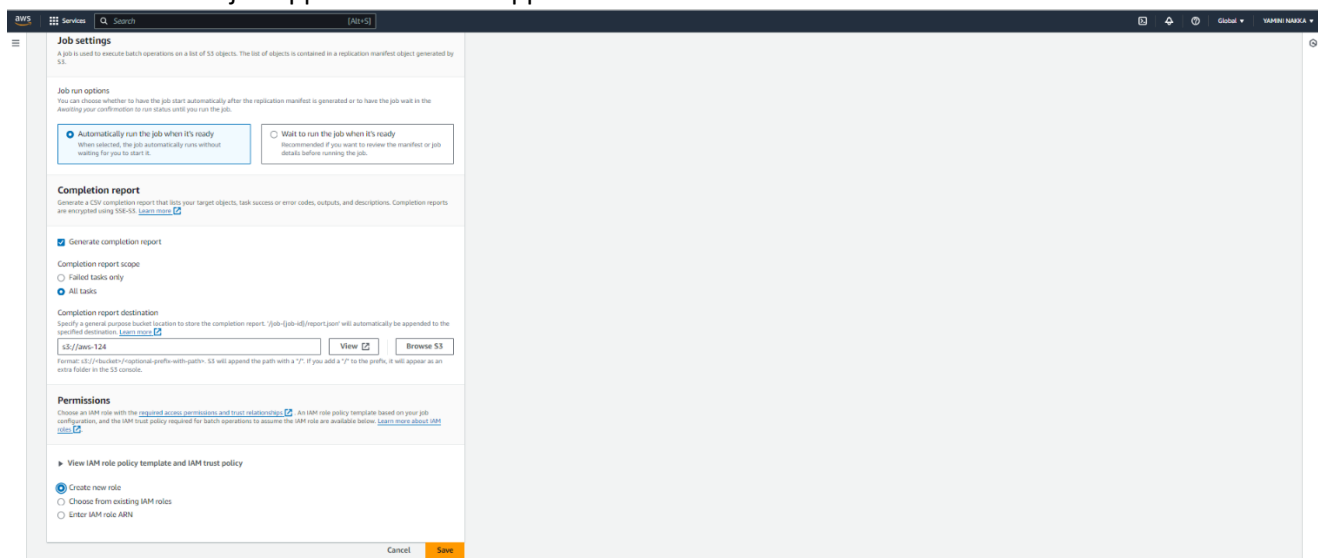 aws Services Search [Alt+S] Global ▼ YAMINI NAKKA ▼
Job settings
A job is used to execute batch operations on a list of S3 objects. The list of objects is contained in a replication manifest object generated by
S3.
Job run options
You can choose whether to have the job start automatically after the replication manifest is generated or to have the job wait in the
Awaiting your confirmation to run status until you run the job.
Automatically run the job when it's ready
When selected, the job automatically runs without
waiting for you to start it.
Wait to run the job when it's ready
Recommended if you want to review the manifest or job
details before running the job.
Completion report
Generate a CSV completion report that lists your target objects, task success or error codes, outputs, and descriptions. Completion reports
are encrypted using SSE-S3. Learn more
Generate completion report
Completion report scope
Failed tasks only
All tasks
Completion report destination
Specify a general purpose bucket location to store the completion report. '/job-{job-id}/report.json' will automatically be appended to the
specified destination. Learn more
s3://aws-124 View Browse S3
Format: s3://<bucket>/<optional-prefix-with-path>. S3 will append the path with a "/". If you add a "/" to the prefix, it will appear as an
extra folder in the S3 console.
Permissions
Choose an IAM role with the required access permissions and trust relationships. An IAM role policy template based on your job
configuration, and the IAM trust policy required for batch operations to assume the IAM role are available below. Learn more about IAM
roles
▶ View IAM role policy template and IAM trust policy
Create new role
Choose from existing IAM roles
Enter IAM role ARN
Cancel Save